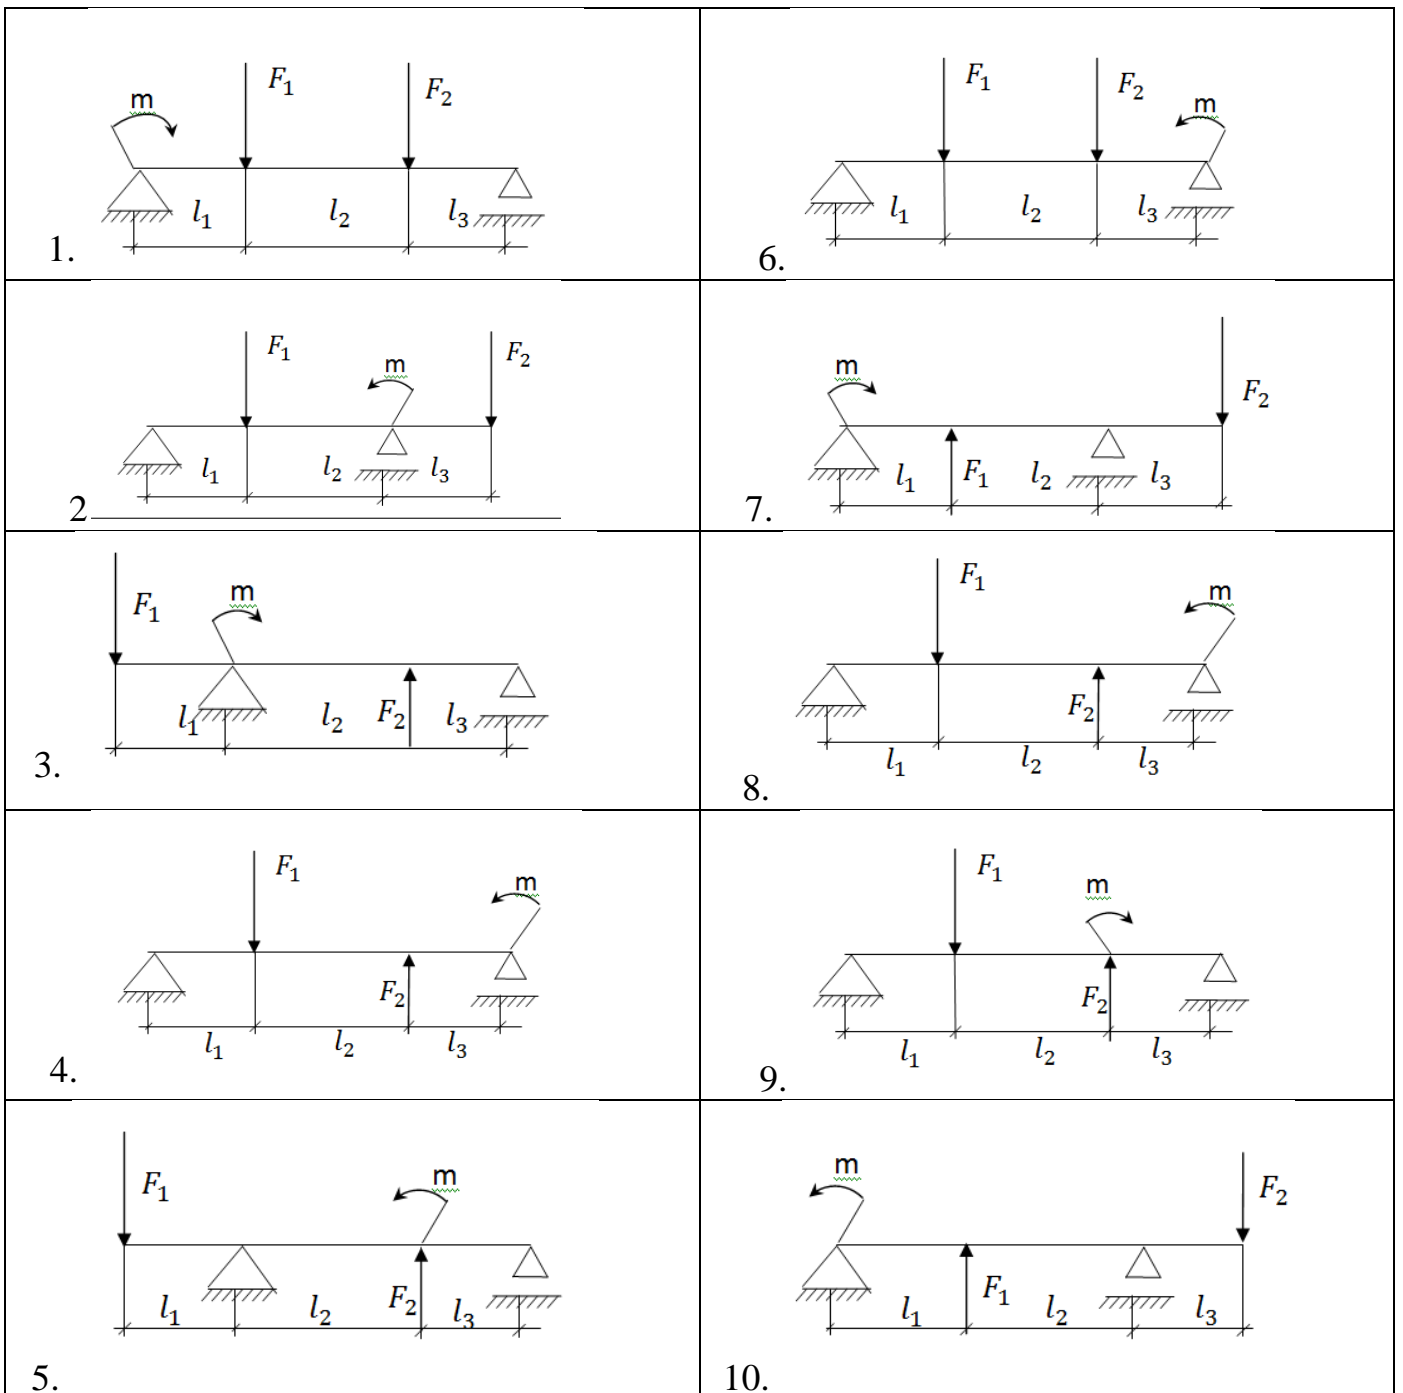 m F₁ F₂
l₁ l₂ l₃
1.
F₁ F₂ m
l₁ l₂ l₃
6.
F₁ m F₂
l₁ l₂ l₃
2
m F₂
l₁ F₁ l₂ l₃
7.
F₁ m
l₁ l₂ F₂ l₃
3.
F₁ m
F₂
l₁ l₂ l₃
8.
F₁ m
F₂
l₁ l₂ l₃
4.
F₁ m
F₂
l₁ l₂ l₃
9.
F₁ m
l₁ l₂ F₂ l₃
5.
m F₂
l₁ F₁ l₂ l₃
10.